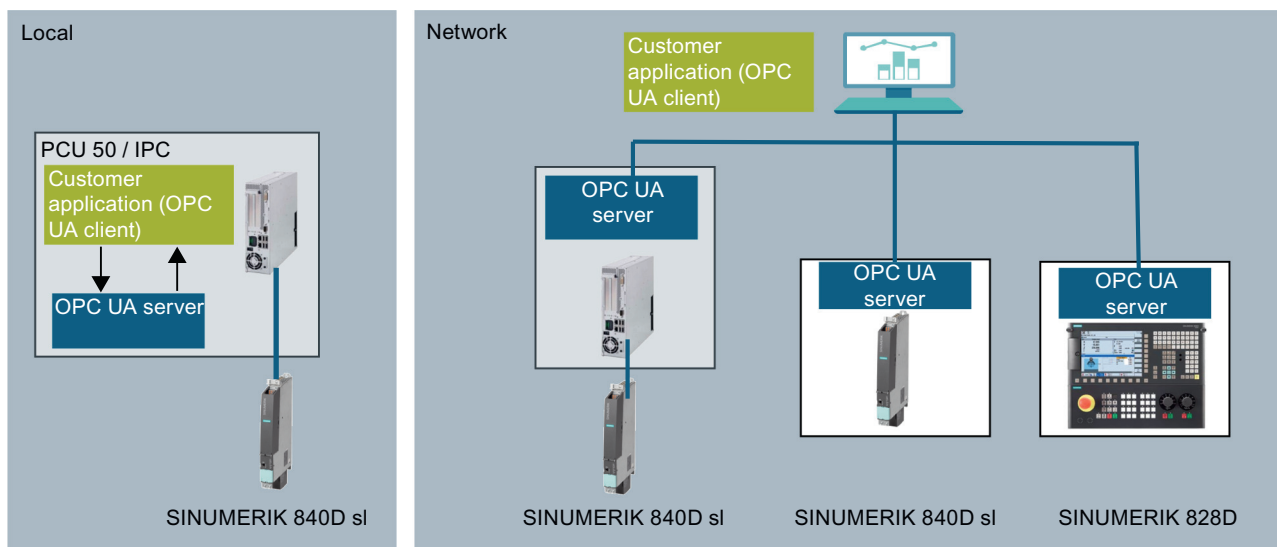 Local
PCU 50 / IPC
Customer
application (OPC
UA client)
OPC UA server
SINUMERIK 840D sl
Network
Customer
application (OPC
UA client)
OPC UA
server
OPC UA
server
OPC UA
server
SINUMERIK 840D sl
SINUMERIK 840D sl
SINUMERIK 828D